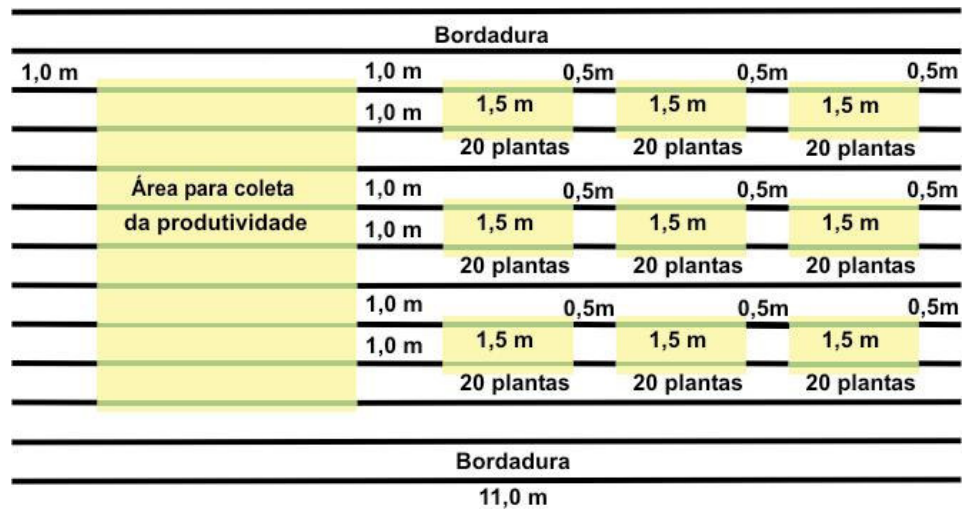 Bordadura
1,0 m 1,0 m 0,5m 0,5m 0,5m
1,0 m 1,5 m 1,5 m 1,5 m
20 plantas 20 plantas 20 plantas
Área para coleta
da produtividade
1,0 m 0,5m 0,5m 0,5m
1,0 m 1,5 m 1,5 m 1,5 m
20 plantas 20 plantas 20 plantas
1,0 m 0,5m 0,5m 0,5m
1,0 m 1,5 m 1,5 m 1,5 m
20 plantas 20 plantas 20 plantas
Bordadura
11,0 m